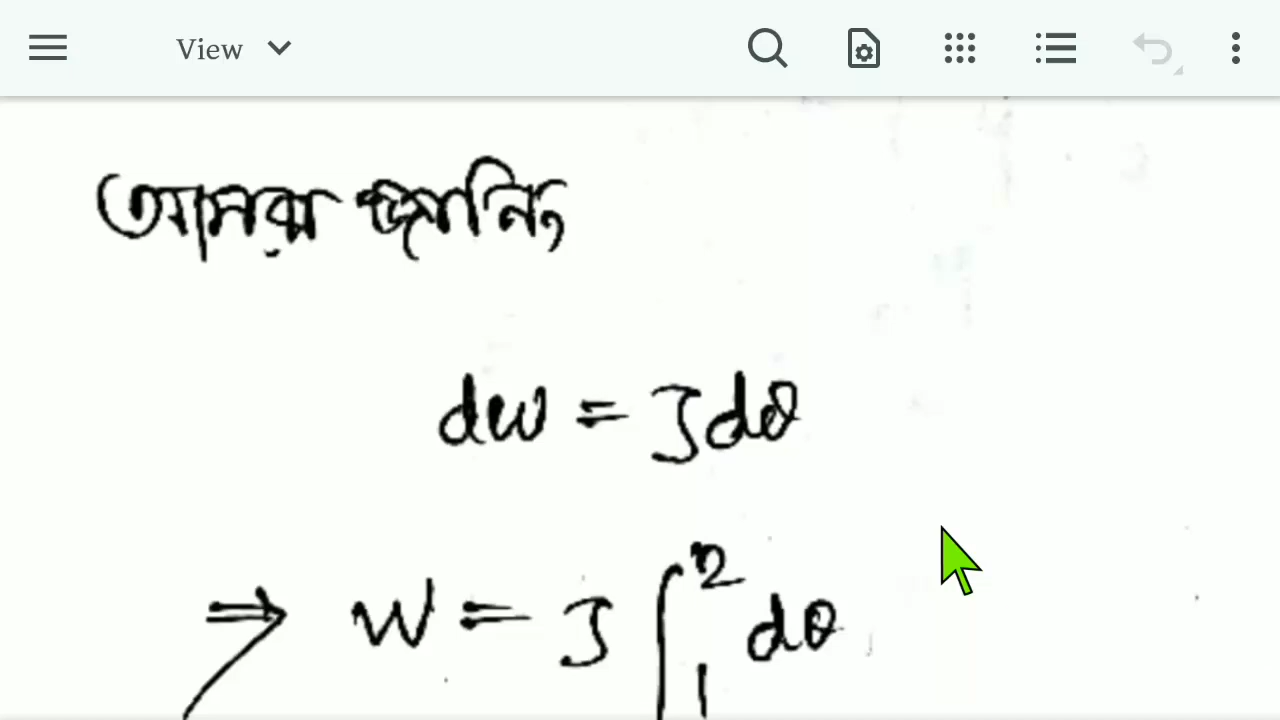 View
আমরা জানি,
dw = Jdθ
⇒ W = J ∫₁² dθ